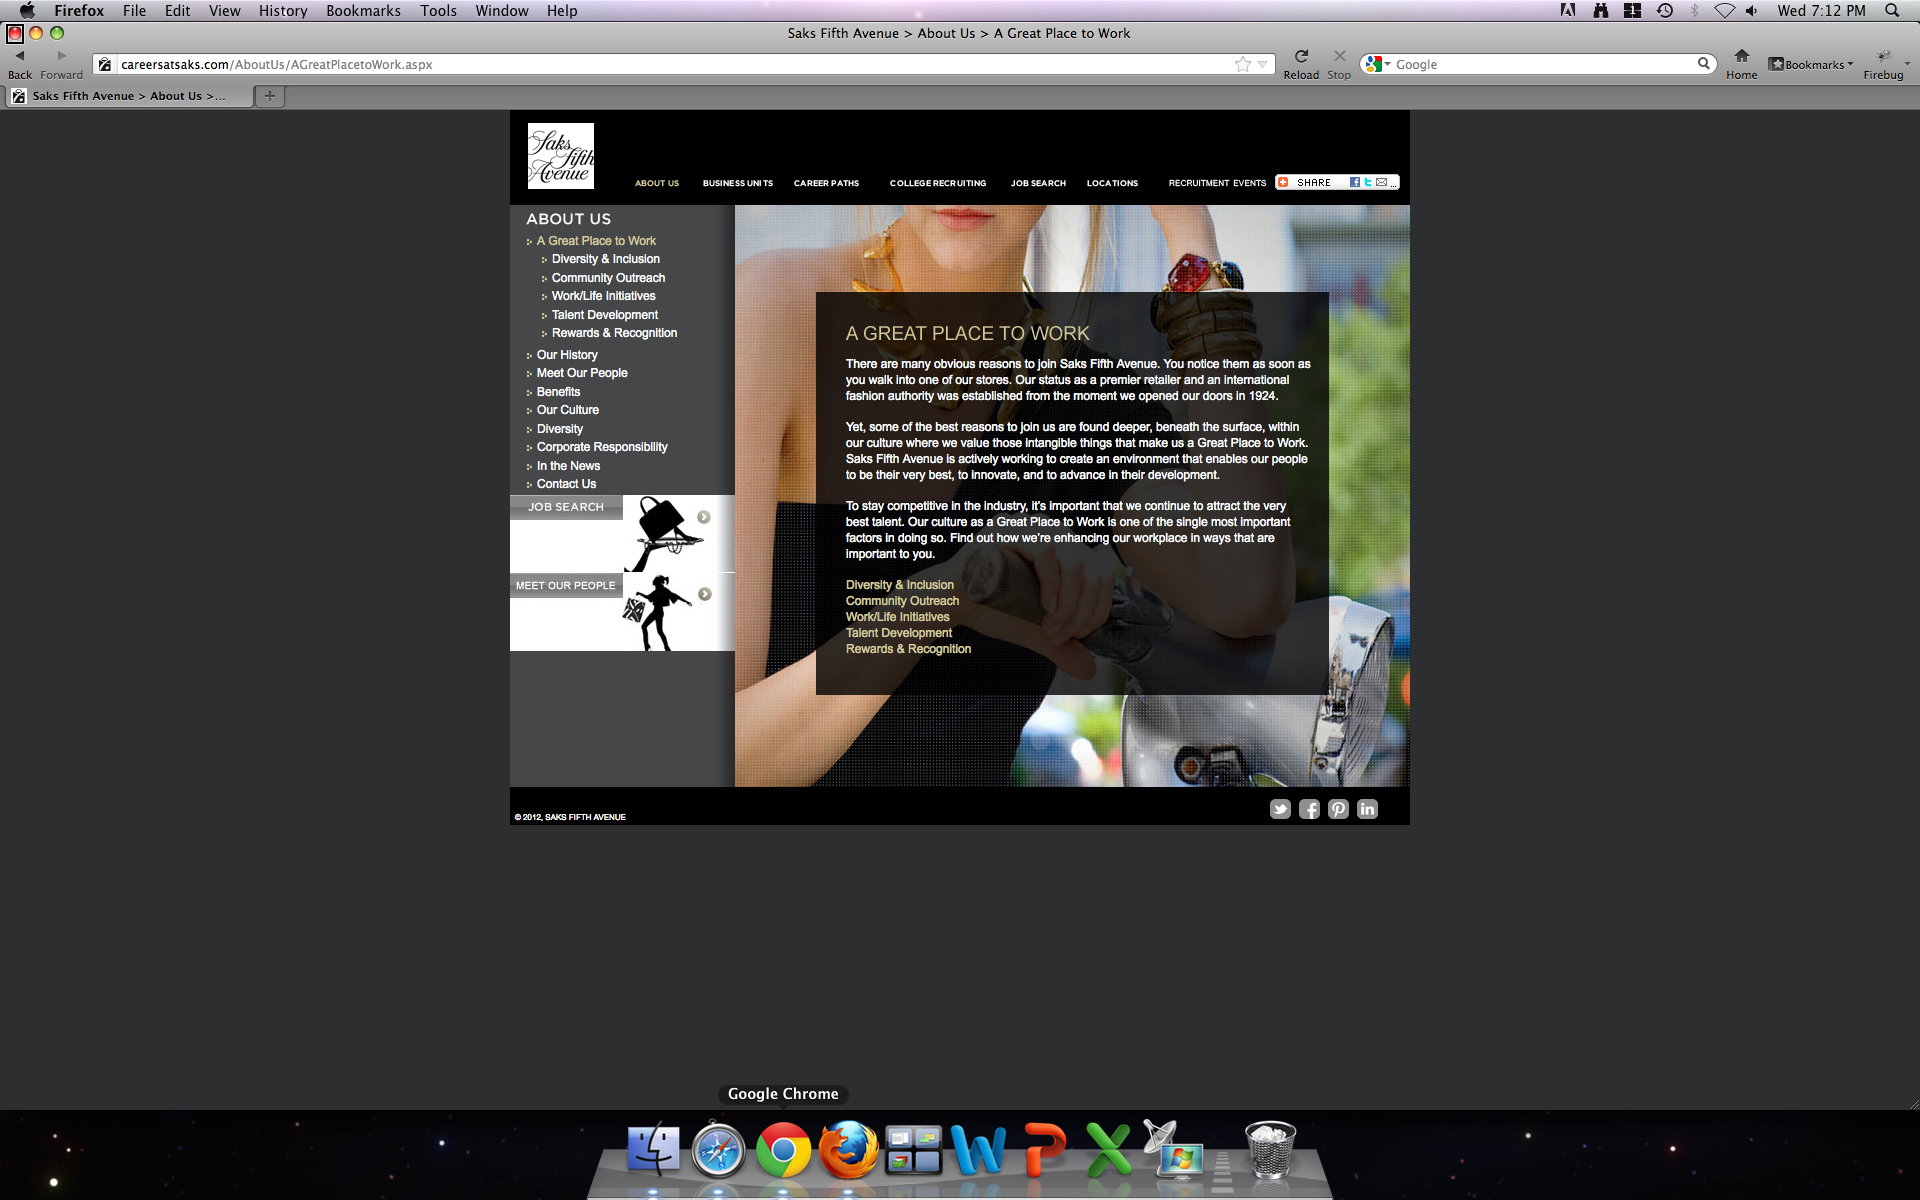 Firefox File Edit View History Bookmarks Tools Window Help Wed 7:12 PM
Saks Fifth Avenue > About Us > A Great Place to Work
Back Forward careersatsaks.com/AboutUs/AGreatPlacetoWork.aspx Reload Stop Google Home Bookmarks Firebug
Saks Fifth Avenue > About Us >...
Saks
fifth
Avenue
ABOUT US BUSINESS UNITS CAREER PATHS COLLEGE RECRUITING JOB SEARCH LOCATIONS RECRUITMENT EVENTS SHARE ...
ABOUT US
A Great Place to Work
Diversity & Inclusion
Community Outreach
Work/Life Initiatives
Talent Development
Rewards & Recognition
Our History
Meet Our People
Benefits
Our Culture
Diversity
Corporate Responsibility
In the News
Contact Us
JOB SEARCH
MEET OUR PEOPLE
A GREAT PLACE TO WORK
There are many obvious reasons to join Saks Fifth Avenue. You notice them as soon as
you walk into one of our stores. Our status as a premier retailer and an international
fashion authority was established from the moment we opened our doors in 1924.
Yet, some of the best reasons to join us are found deeper, beneath the surface, within
our culture where we value those intangible things that make us a Great Place to Work.
Saks Fifth Avenue is actively working to create an environment that enables our people
to be their very best, to innovate, and to advance in their development.
To stay competitive in the industry, it's important that we continue to attract the very
best talent. Our culture as a Great Place to Work is one of the single most important
factors in doing so. Find out how we're enhancing our workplace in ways that are
important to you.
Diversity & Inclusion
Community Outreach
Work/Life Initiatives
Talent Development
Rewards & Recognition
© 2012, SAKS FIFTH AVENUE
Google Chrome